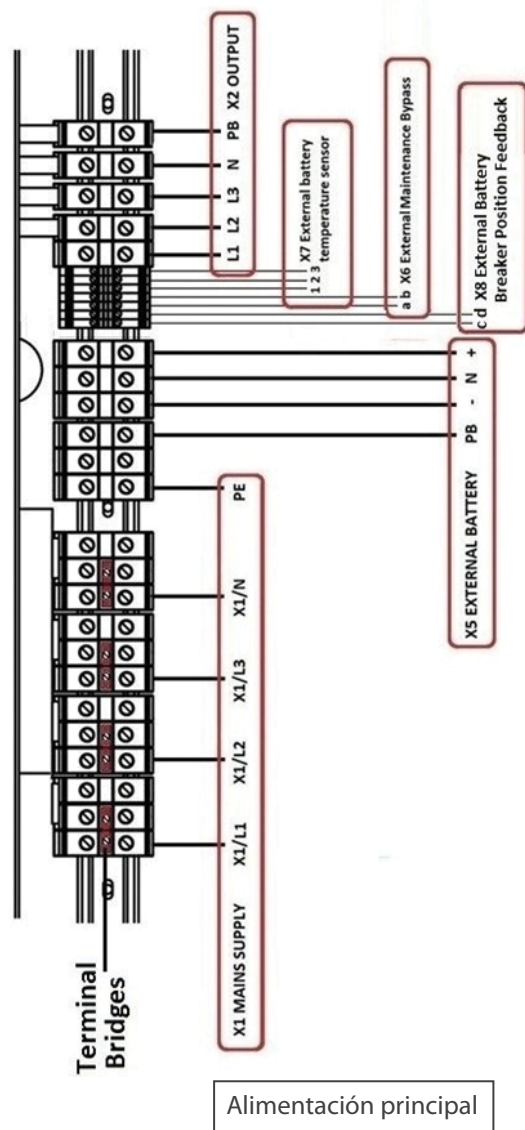 Terminal
Bridges
X1 MAINS SUPPLY
X1/L1
X1/L2
X1/L3
X1/N
PE
X5 EXTERNAL BATTERY
PB
-
N
+
X2 OUTPUT
L1
L2
L3
N
PB
X7 External battery
temperature sensor
1 2 3
a b X6 External Maintenance Bypass
c d X8 External Battery
Breaker Position Feedback
Alimentación principal